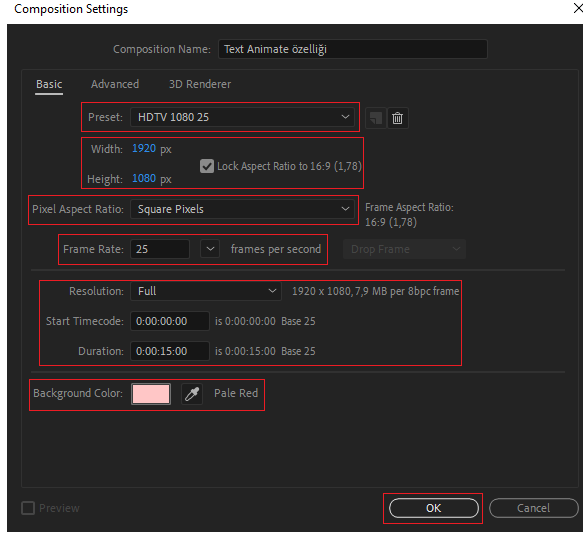 Composition Settings
Composition Name: Text Animate özelliği
Basic Advanced 3D Renderer
Preset: HDTV 1080 25
Width: 1920 px
Lock Aspect Ratio to 16:9 (1,78)
Height: 1080 px
Pixel Aspect Ratio: Square Pixels
Frame Aspect Ratio:
16:9 (1,78)
Frame Rate: 25 frames per second Drop Frame
Resolution: Full 1920 x 1080, 7,9 MB per 8bpc frame
Start Timecode: 0:00:00:00 is 0:00:00:00 Base 25
Duration: 0:00:15:00 is 0:00:15:00 Base 25
Background Color: Pale Red
Preview OK Cancel